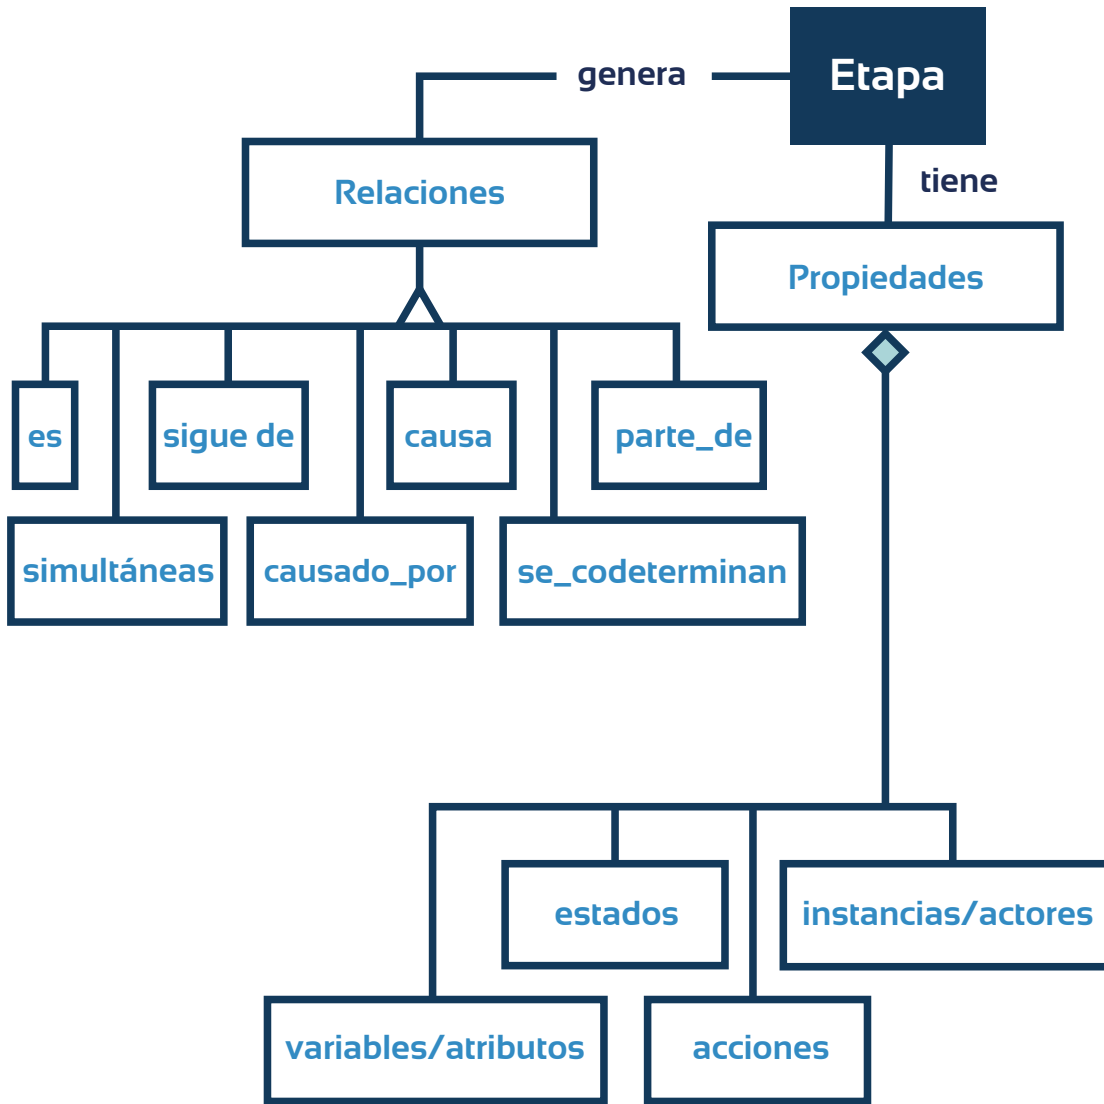 Etapa
genera
tiene
Relaciones
Propiedades
es
sigue de
causa
parte_de
simultáneas
causado_por
se_codeterminan
estados
instancias/actores
variables/atributos
acciones